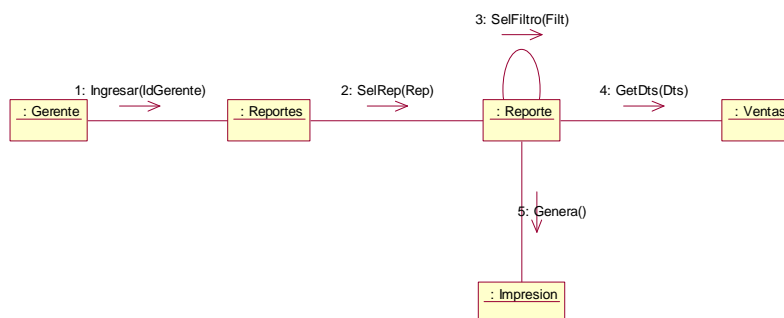 3: SelFiltro(Filt)
1: Ingresar(IdGerente)
2: SelRep(Rep)
4: GetDts(Dts)
: Gerente
: Reportes
: Reporte
: Ventas
5: Genera()
: Impresion